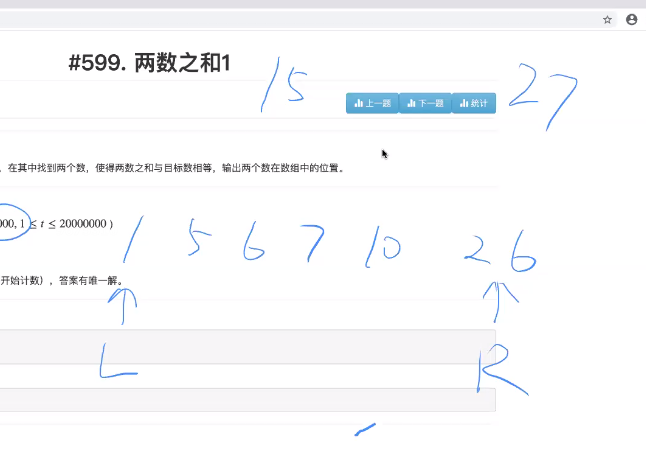 #599. 两数之和1
15 27
上一题 下一题 统计
，在其中找到两个数，使得两数之和与目标数相等，输出两个数在数组中的位置。
000, 1 ≤ t ≤ 20000000 )
1 5 6 7 10 26
开始计数），答案有唯一解。
L R